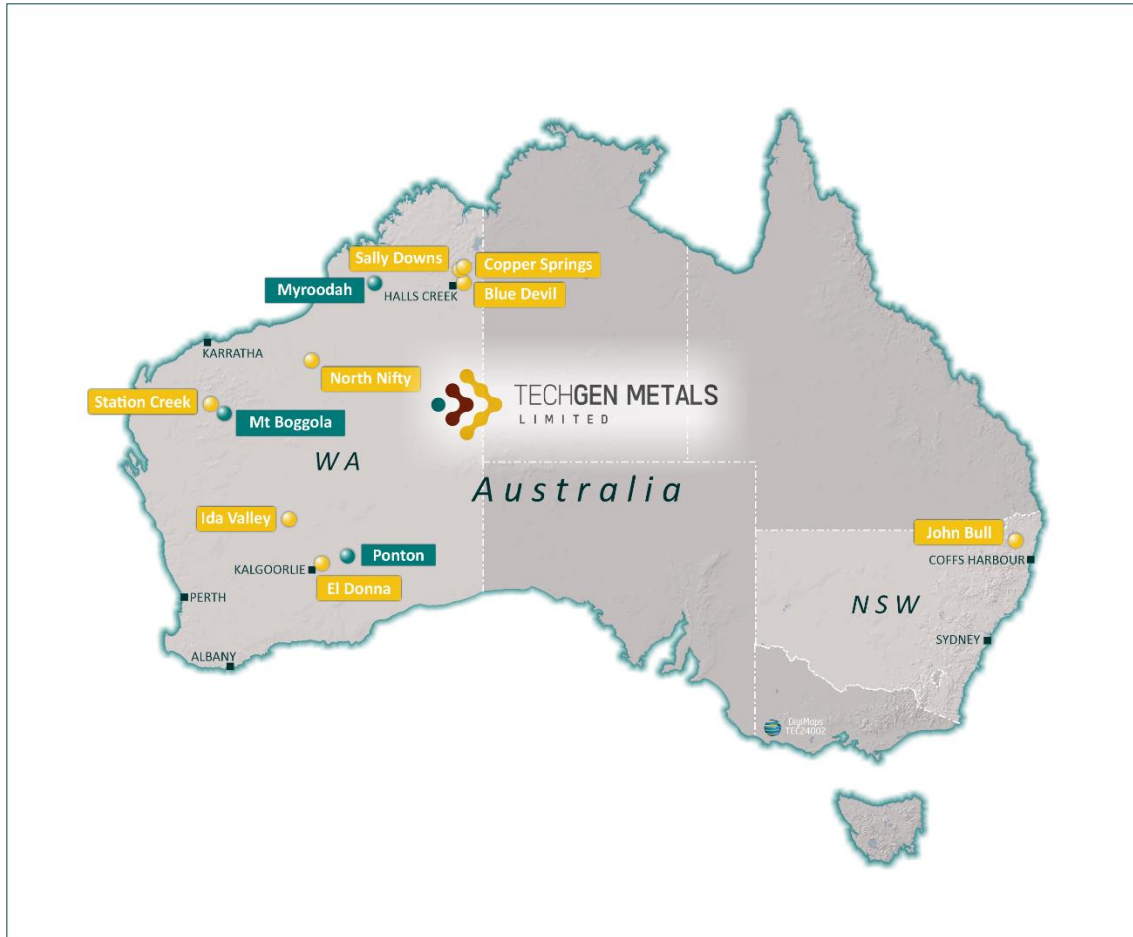 Sally Downs
Copper Springs
Myroodah
HALLS CREEK
Blue Devil
KARRATHA
North Nifty
TECHGEN METALS
LIMITED
Station Creek
Mt Boggola
WA
Australia
Ida Valley
John Bull
Ponton
COFFS HARBOUR
KALGOORLIE
El Donna
PERTH
NSW
SYDNEY
ALBANY
DigiMaps
TEC24002